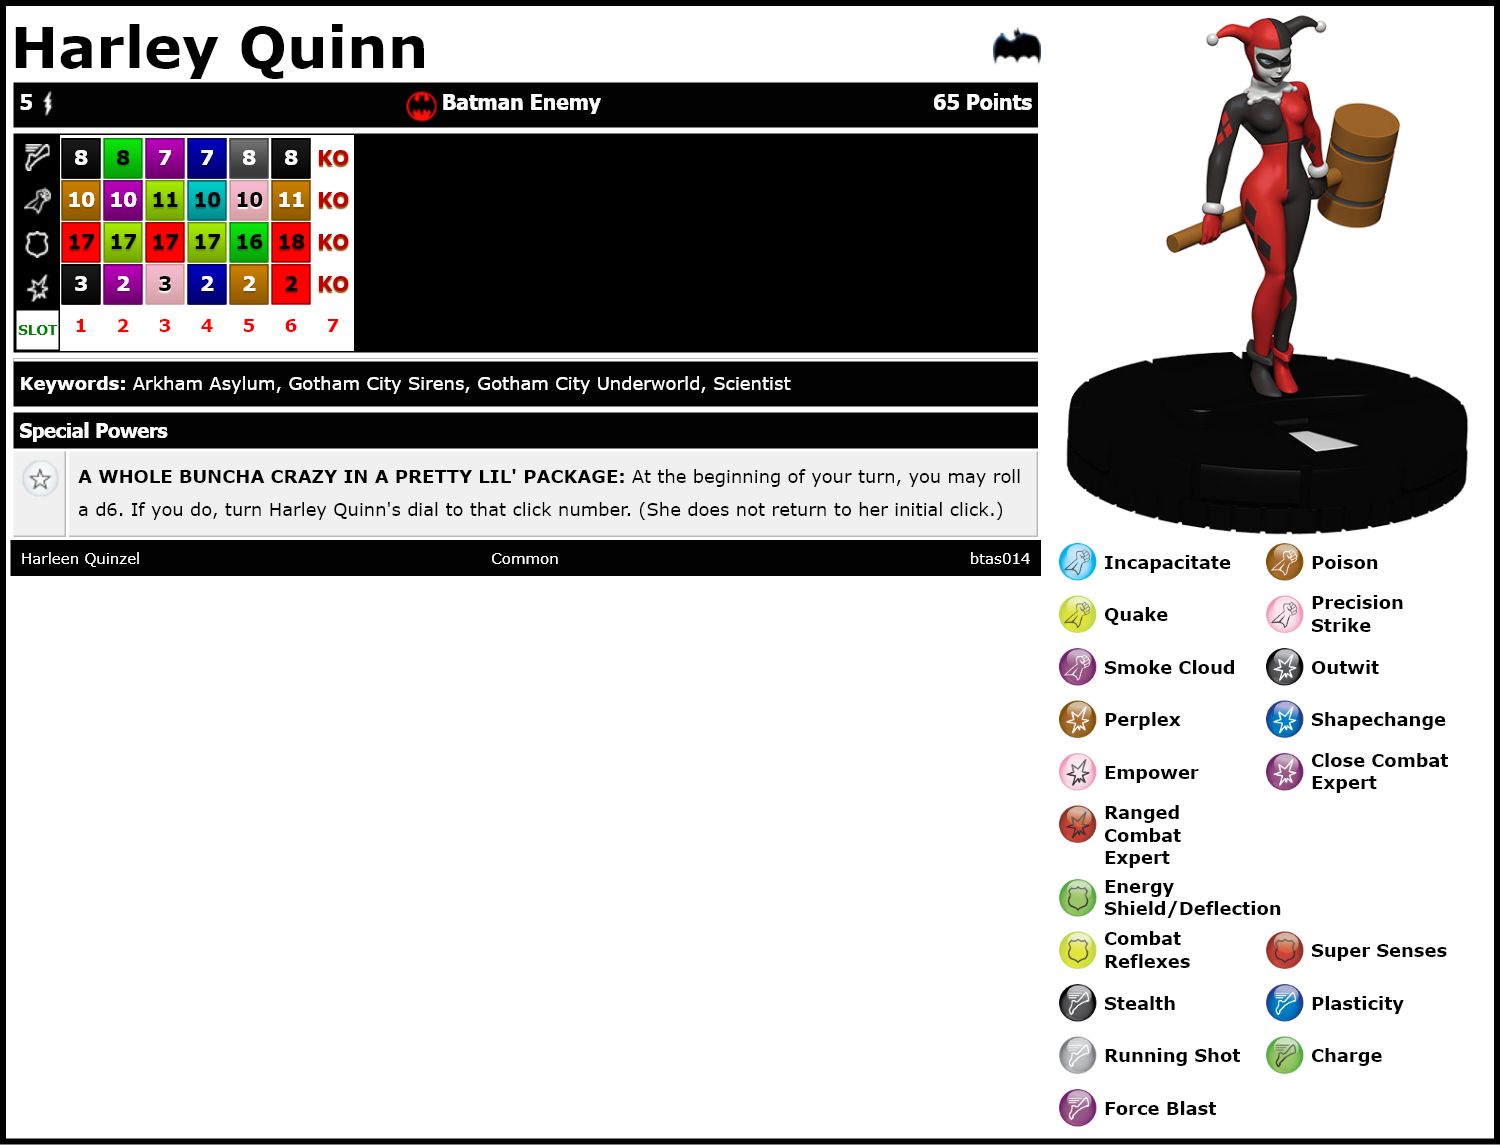 Harley Quinn
5 Batman Enemy 65 Points
8 8 7 7 8 8 KO
10 10 11 10 10 11 KO
17 17 17 17 16 18 KO
3 2 3 2 2 2 KO
SLOT 1 2 3 4 5 6 7
Keywords: Arkham Asylum, Gotham City Sirens, Gotham City Underworld, Scientist
Special Powers
A WHOLE BUNCHA CRAZY IN A PRETTY LIL' PACKAGE: At the beginning of your turn, you may roll
a d6. If you do, turn Harley Quinn's dial to that click number. (She does not return to her initial click.)
Harleen Quinzel Common btas014
Incapacitate Poison
Quake Precision
Strike
Smoke Cloud Outwit
Perplex Shapechange
Empower Close Combat
Expert
Ranged
Combat
Expert
Energy
Shield/Deflection
Combat
Reflexes Super Senses
Stealth Plasticity
Running Shot Charge
Force Blast